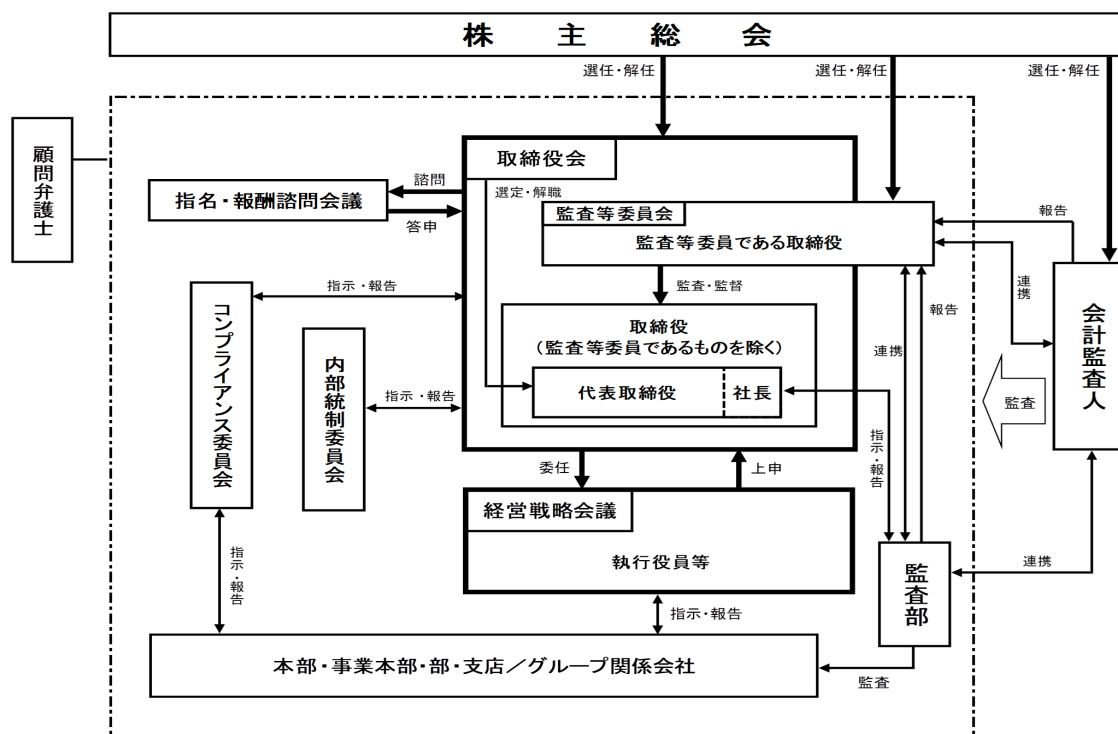 株主総会
選任・解任
選任・解任
選任・解任
顧問弁護士
取締役会
諮問
指名・報酬諮問会議
答申
選定・解職
監査等委員会
監査等委員である取締役
報告
連携
監査・監督
指示・報告
コンプライアンス委員会
内部統制委員会
指示・報告
取締役
(監査等委員であるものを除く)
代表取締役
社長
連携
報告
会計監査人
監査
指示・報告
委任
上申
経営戦略会議
執行役員等
監査部
連携
指示・報告
指示・報告
本部・事業本部・部・支店／グループ関係会社
監査